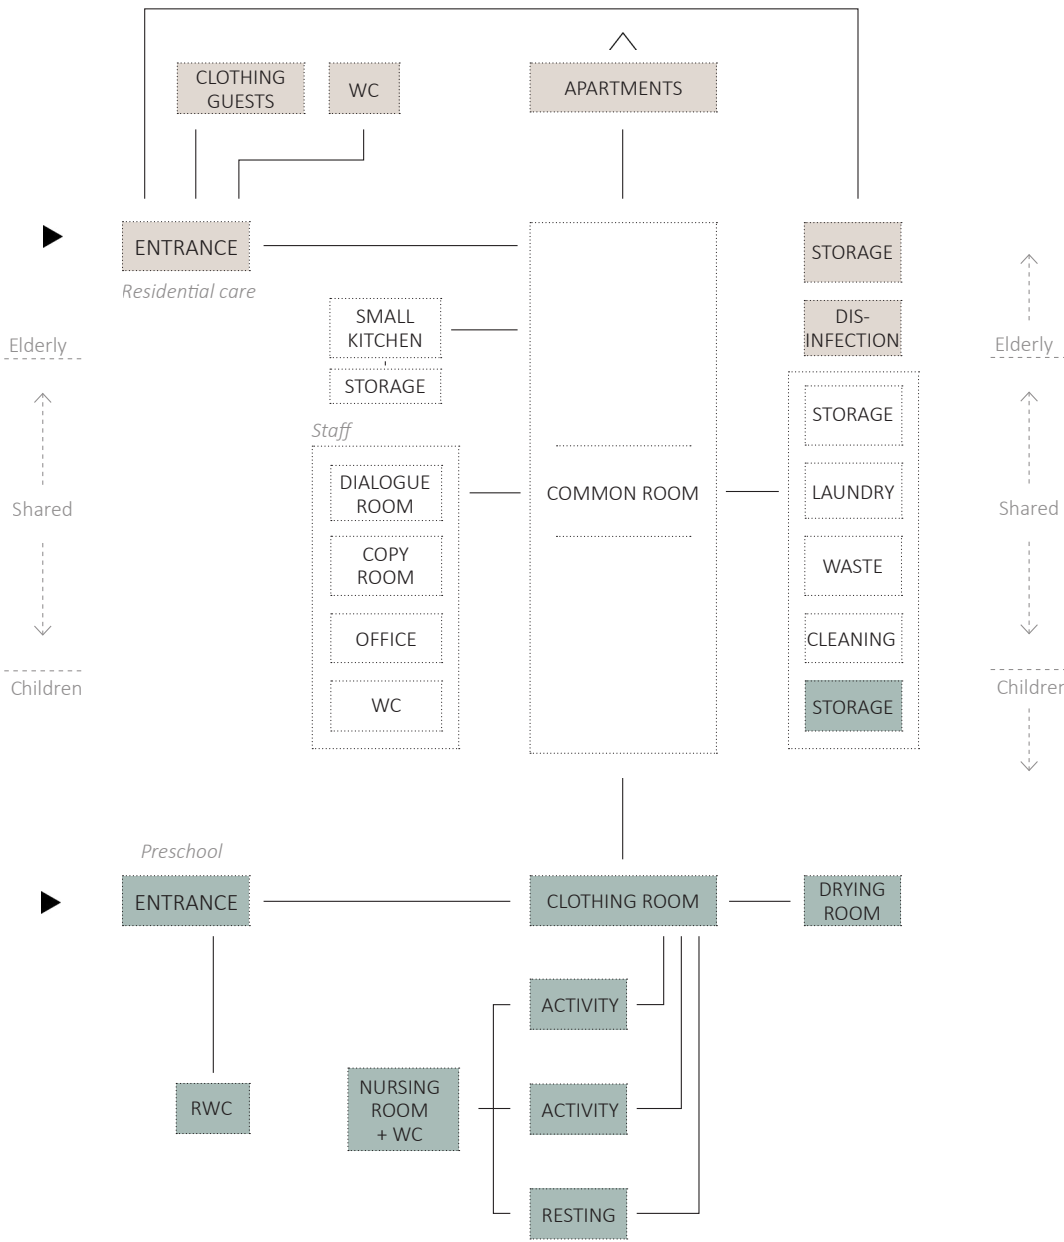 CLOTHING
GUESTS
WC
APARTMENTS
ENTRANCE
Residential care
STORAGE
SMALL
KITCHEN
DIS-
INFECTION
Elderly
Elderly
STORAGE
STORAGE
Staff
DIALOGUE
ROOM
COMMON ROOM
LAUNDRY
Shared
Shared
COPY
ROOM
WASTE
OFFICE
CLEANING
Children
Children
WC
STORAGE
Preschool
ENTRANCE
CLOTHING ROOM
DRYING
ROOM
ACTIVITY
RWC
NURSING
ROOM
+ WC
ACTIVITY
RESTING